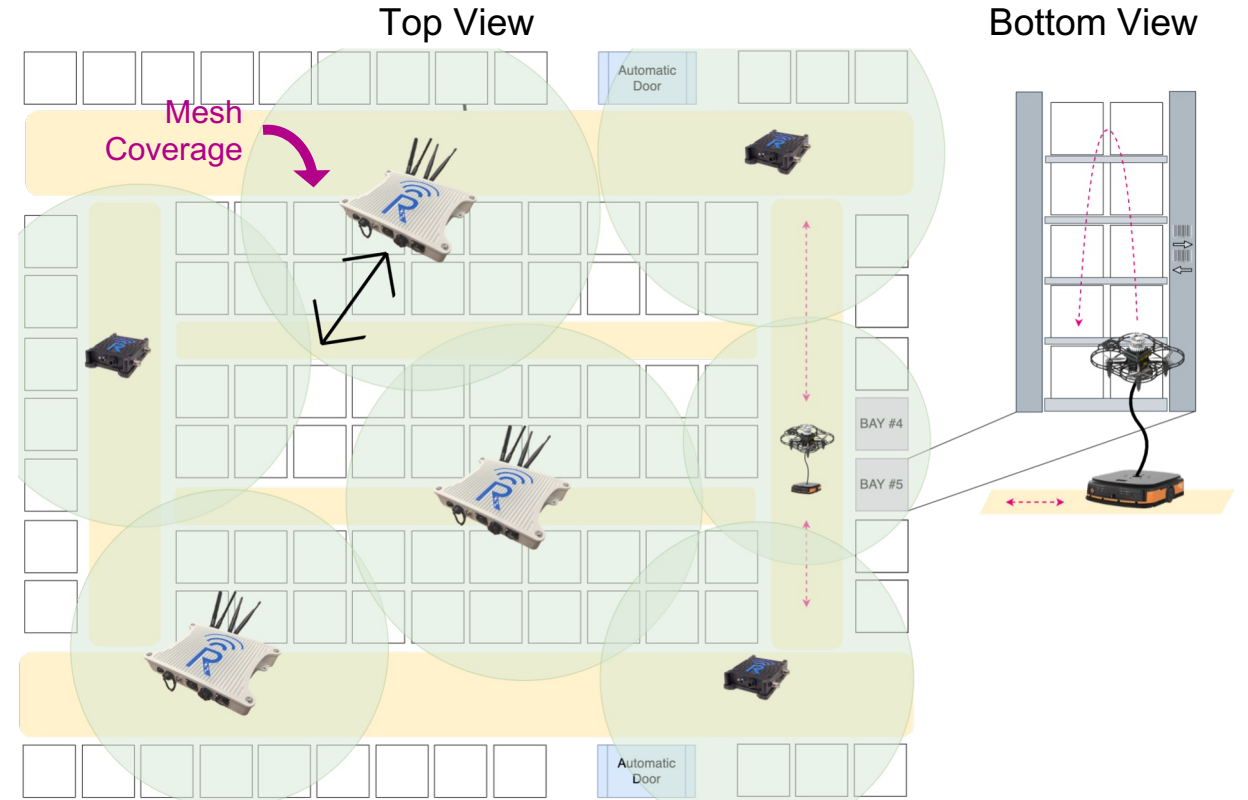 Top View
Bottom View
Automatic
Door
Mesh
Coverage
R
R
R
R
R
BAY #4
BAY #5
R
Automatic
Door